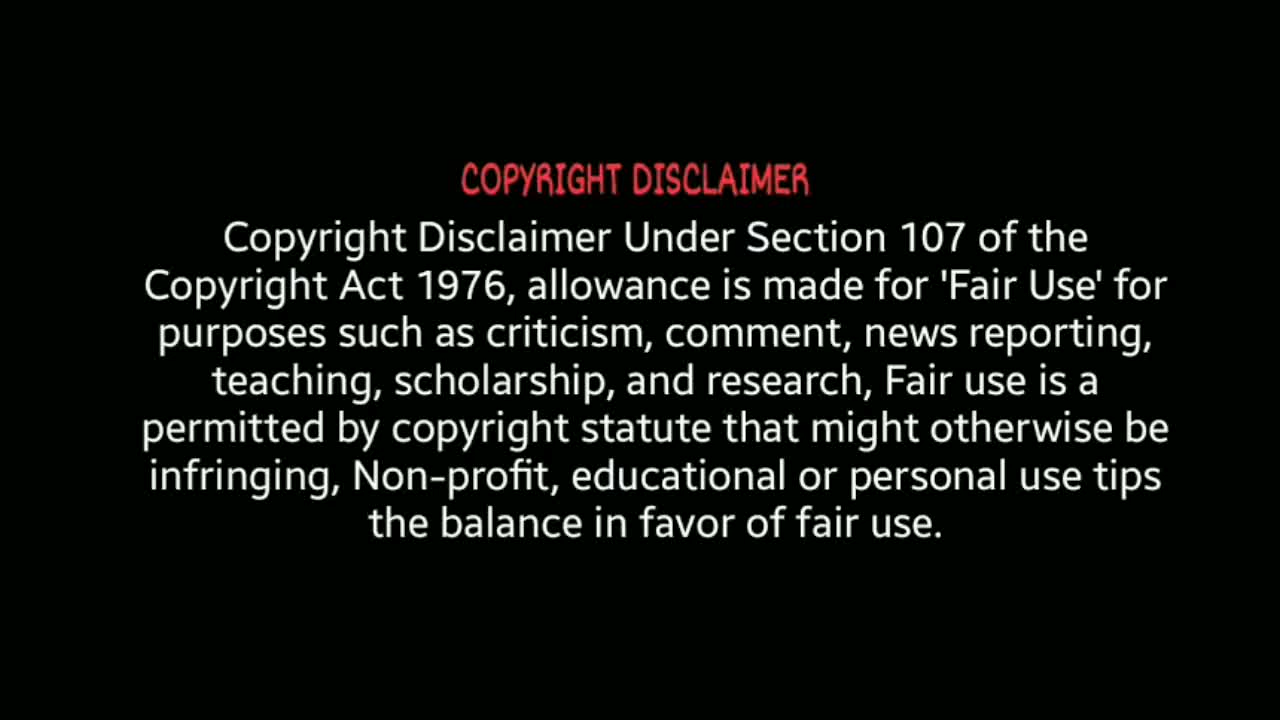 COPYRIGHT DISCLAIMER
Copyright Disclaimer Under Section 107 of the
Copyright Act 1976, allowance is made for 'Fair Use' for
purposes such as criticism, comment, news reporting,
teaching, scholarship, and research, Fair use is a
permitted by copyright statute that might otherwise be
infringing, Non-profit, educational or personal use tips
the balance in favor of fair use.